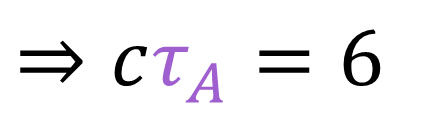 ⇒ cτ_A = 6